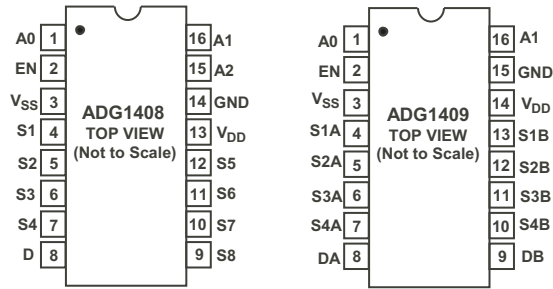 A0 1 16 A1
EN 2 15 A2
VSS 3 14 GND
S1 4 13 VDD
S2 5 12 S5
S3 6 11 S6
S4 7 10 S7
D 8 9 S8
ADG1408
TOP VIEW
(Not to Scale)
A0 1 16 A1
EN 2 15 GND
VSS 3 14 VDD
S1A 4 13 S1B
S2A 5 12 S2B
S3A 6 11 S3B
S4A 7 10 S4B
DA 8 9 DB
ADG1409
TOP VIEW
(Not to Scale)